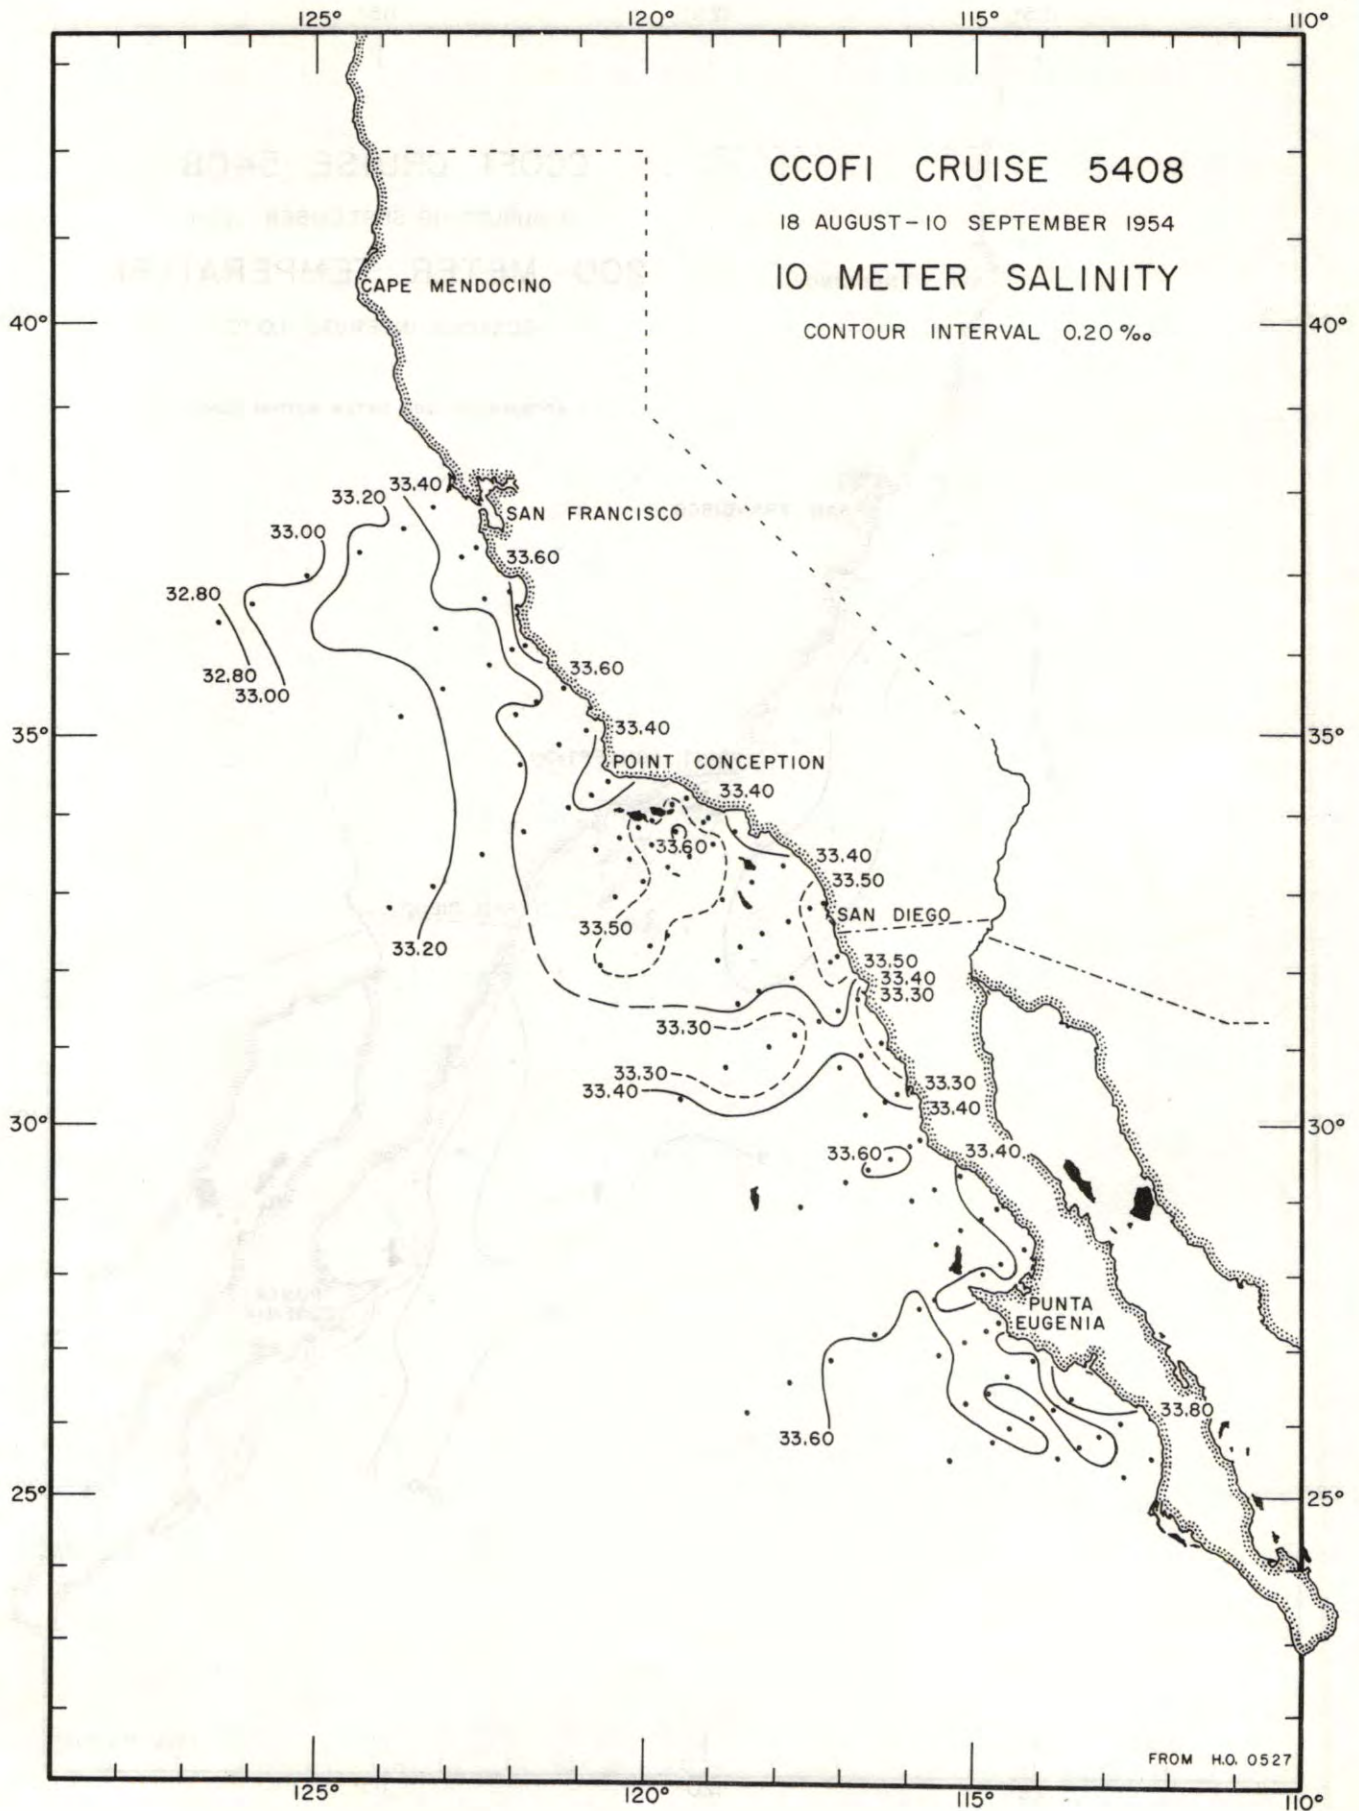 125° 120° 115° 110°
CCOFI CRUISE 5408
18 AUGUST-10 SEPTEMBER 1954
10 METER SALINITY
CONTOUR INTERVAL 0.20 ‰
CAPE MENDOCINO
40° 40°
33.20 33.40
SAN FRANCISCO
33.00
33.60
32.80
33.60
32.80
33.00
33.40
35° 35°
POINT CONCEPTION
33.40
33.60
33.40
33.50
SAN DIEGO
33.50
33.20
33.50
33.40
33.30
33.30
33.30
33.30
33.40
33.40
30° 30°
33.60
33.40
PUNTA
EUGENIA
33.80
33.60
25° 25°
FROM H.O. 0527
125° 120° 115° 110°